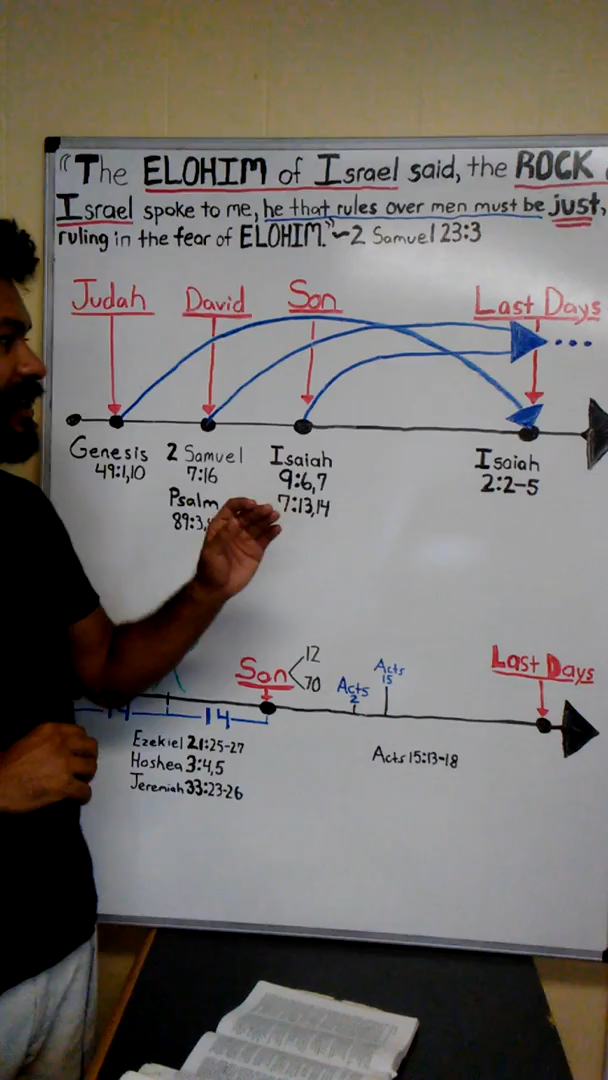 "The ELOHIM of Israel said, the ROCK
Israel spoke to me, he that rules over men must be just,
ruling in the fear of ELOHIM."~2 Samuel 23:3
Judah David Son Last Days
Genesis 2 Samuel Isaiah Isaiah
49:1,10 7:16 9:6,7 2:2-5
Psalm 7:13,14
89:3,
Son 12 Last Days
70 Acts 2 Acts 15
14 14
Ezekiel 21:25-27
Hoshea 3:4,5 Acts 15:13-18
Jeremiah 33:23-26